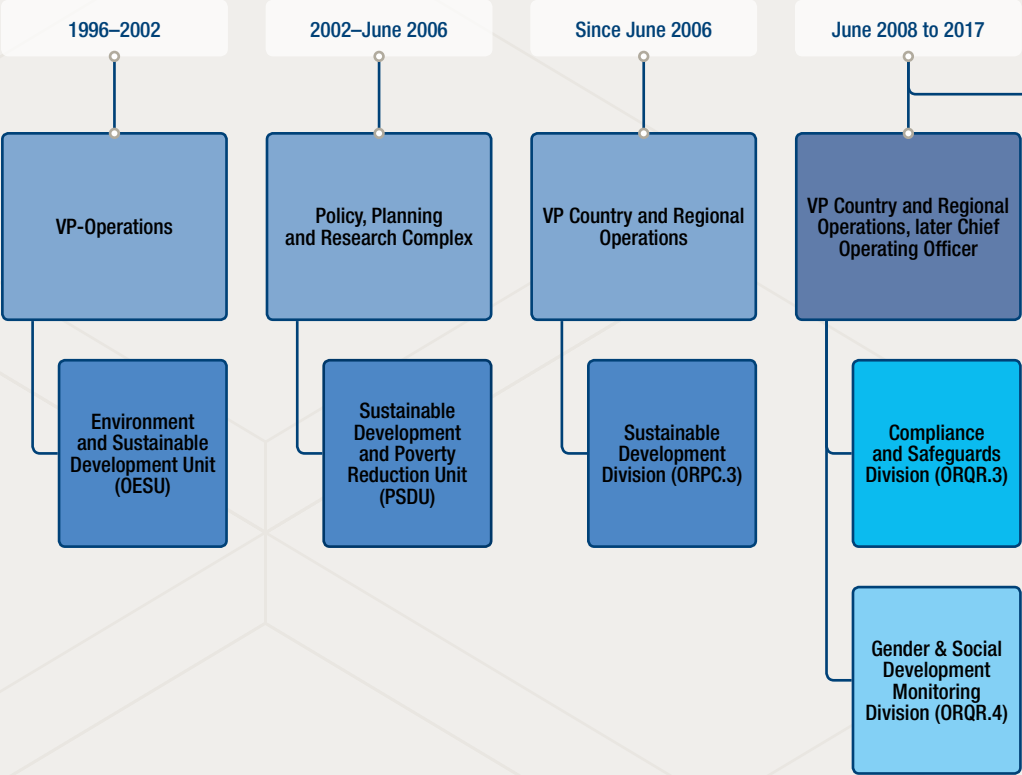 1996–2002
2002–June 2006
Since June 2006
June 2008 to 2017
VP-Operations
Policy, Planning
and Research Complex
VP Country and Regional
Operations
VP Country and Regional
Operations, later Chief
Operating Officer
Environment
and Sustainable
Development Unit
(OESU)
Sustainable
Development
and Poverty
Reduction Unit
(PSDU)
Sustainable
Development
Division (ORPC.3)
Compliance
and Safeguards
Division (ORQR.3)
Gender & Social
Development
Monitoring
Division (ORQR.4)